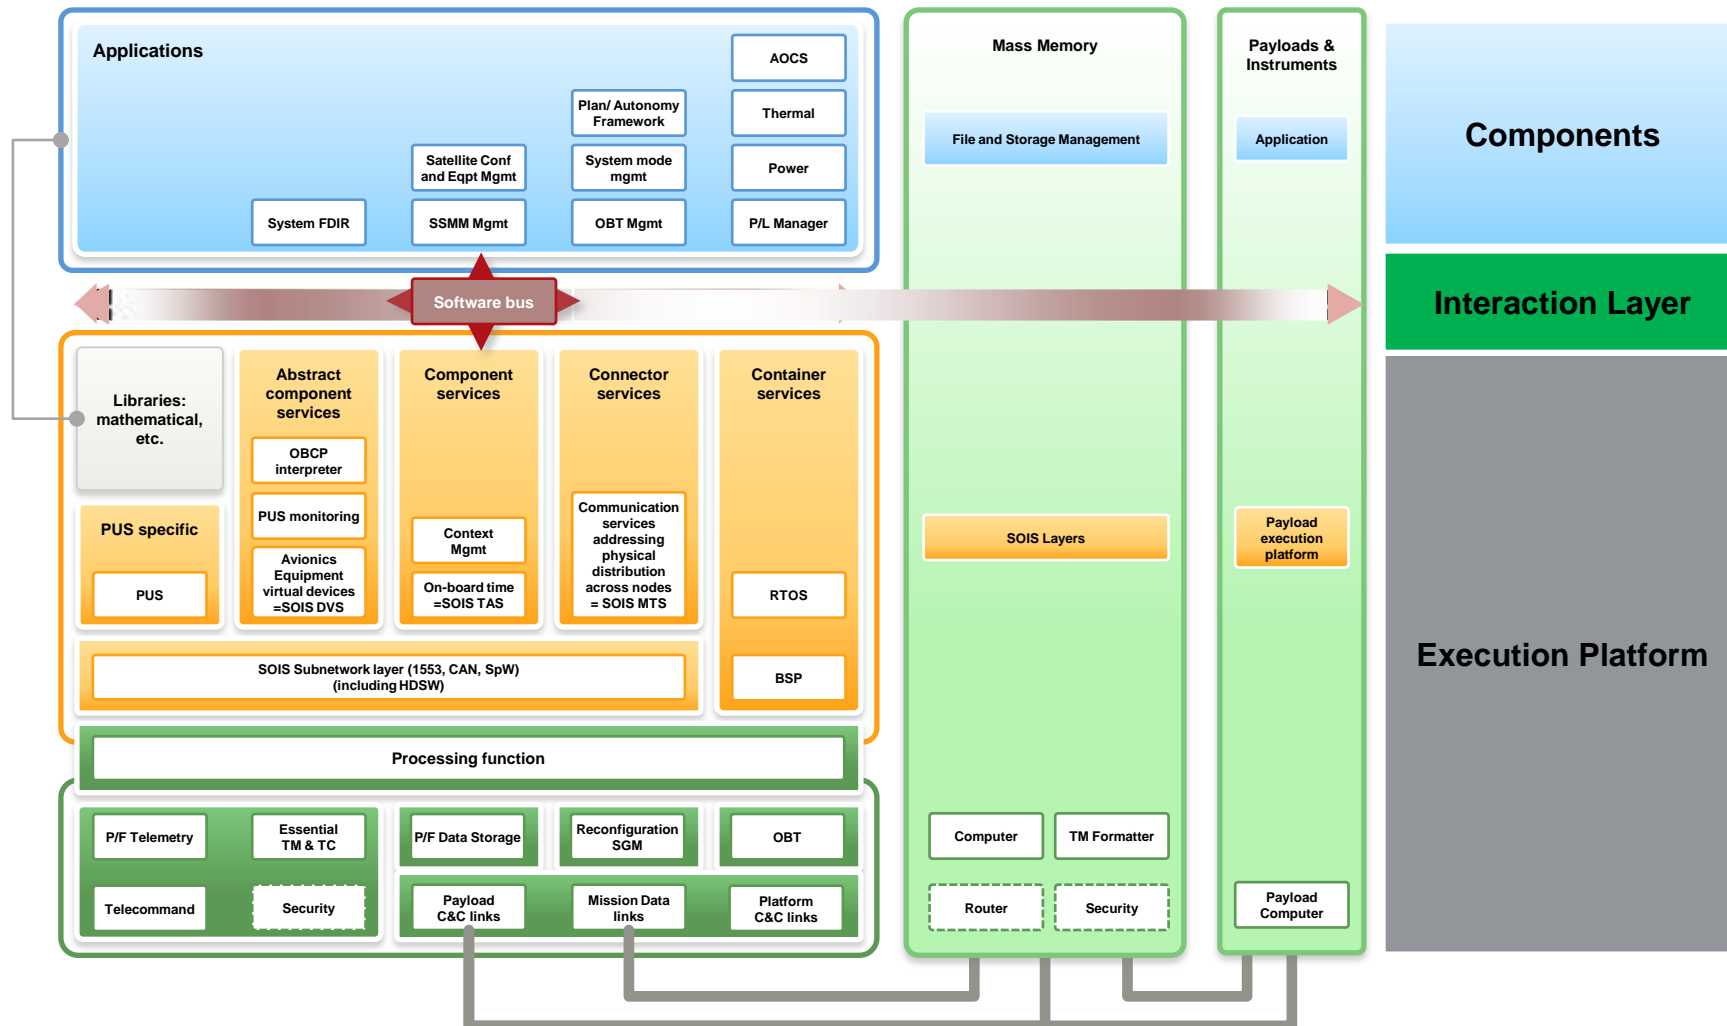 Applications
AOCS
Plan/ Autonomy
Framework
Thermal
Satellite Conf
and Eqpt Mgmt
System mode
mgmt
Power
System FDIR
SSMM Mgmt
OBT Mgmt
P/L Manager
Software bus
Libraries:
mathematical,
etc.
Abstract
component
services
Component
services
Connector
services
Container
services
OBCP
interpreter
PUS monitoring
Avionics
Equipment
virtual devices
=SOIS DVS
PUS specific
PUS
Context
Mgmt
On-board time
=SOIS TAS
Communication
services
addressing
physical
distribution
across nodes
= SOIS MTS
RTOS
SOIS Subnetwork layer (1553, CAN, SpW)
(including HDSW)
BSP
Processing function
P/F Telemetry
Essential
TM & TC
P/F Data Storage
Reconfiguration
SGM
OBT
Telecommand
Security
Payload
C&C links
Mission Data
links
Platform
C&C links
Mass Memory
File and Storage Management
SOIS Layers
Computer
TM Formatter
Router
Security
Payloads &
Instruments
Application
Payload
execution
platform
Payload
Computer
Components
Interaction Layer
Execution Platform